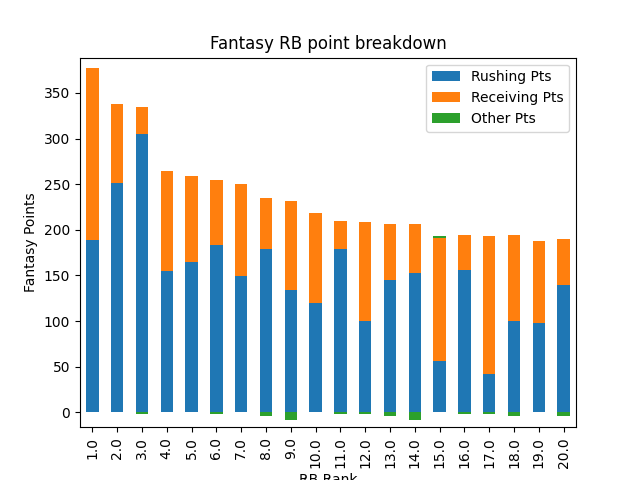 Fantasy RB point breakdown
Rushing Pts
Receiving Pts
Other Pts
Fantasy Points
350
300
250
200
150
100
50
0
1.0 2.0 3.0 4.0 5.0 6.0 7.0 8.0 9.0 10.0 11.0 12.0 13.0 14.0 15.0 16.0 17.0 18.0 19.0 20.0
RB Rank